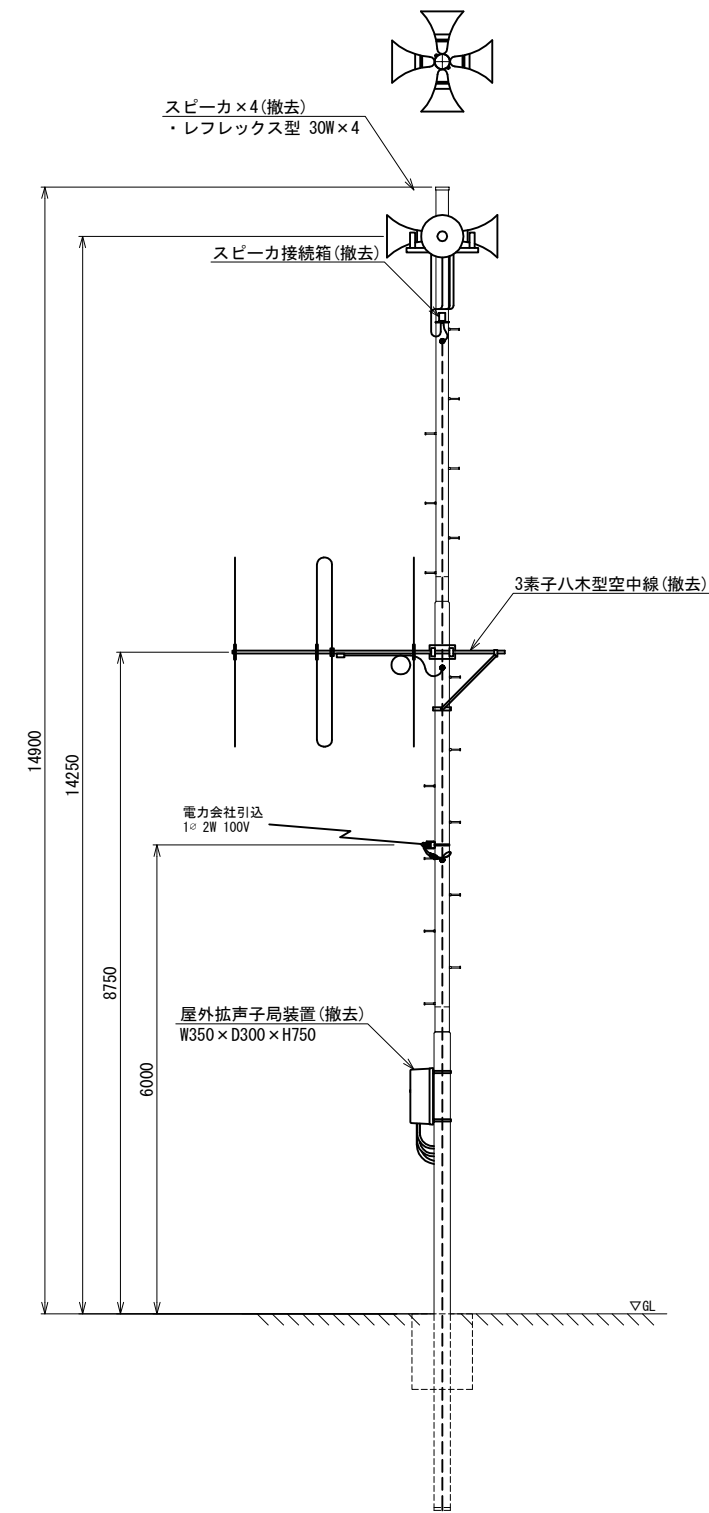 スピーカ×4(撤去)
・レフレックス型 30W×4
スピーカ接続箱(撤去)
3素子八木型空中線(撤去)
14900
14250
電力会社引込
1∅ 2W 100V
8750
6000
屋外拡声子局装置(撤去)
W350×D300×H750
▽GL